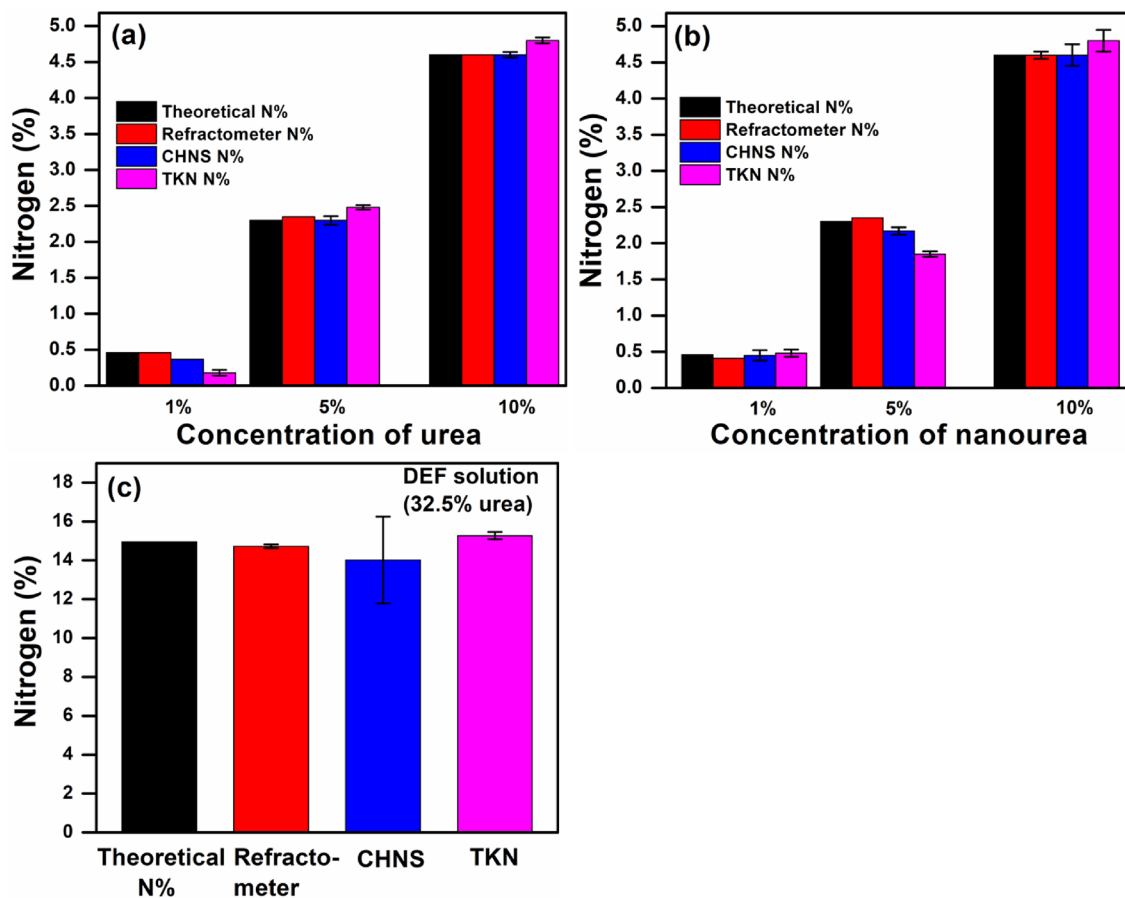 (a)
5.0
4.5
4.0
3.5
3.0
2.5
2.0
1.5
1.0
0.5
0.0
Nitrogen (%)
Theoretical N%
Refractometer N%
CHNS N%
TKN N%
1%
5%
10%
Concentration of urea
(b)
5.0
4.5
4.0
3.5
3.0
2.5
2.0
1.5
1.0
0.5
0.0
Nitrogen (%)
Theoretical N%
Refractometer N%
CHNS N%
TKN N%
1%
5%
10%
Concentration of nanourea
(c)
DEF solution
(32.5% urea)
18
16
14
12
10
8
6
4
2
0
Nitrogen (%)
Theoretical
N%
Refracto-
meter
CHNS
TKN